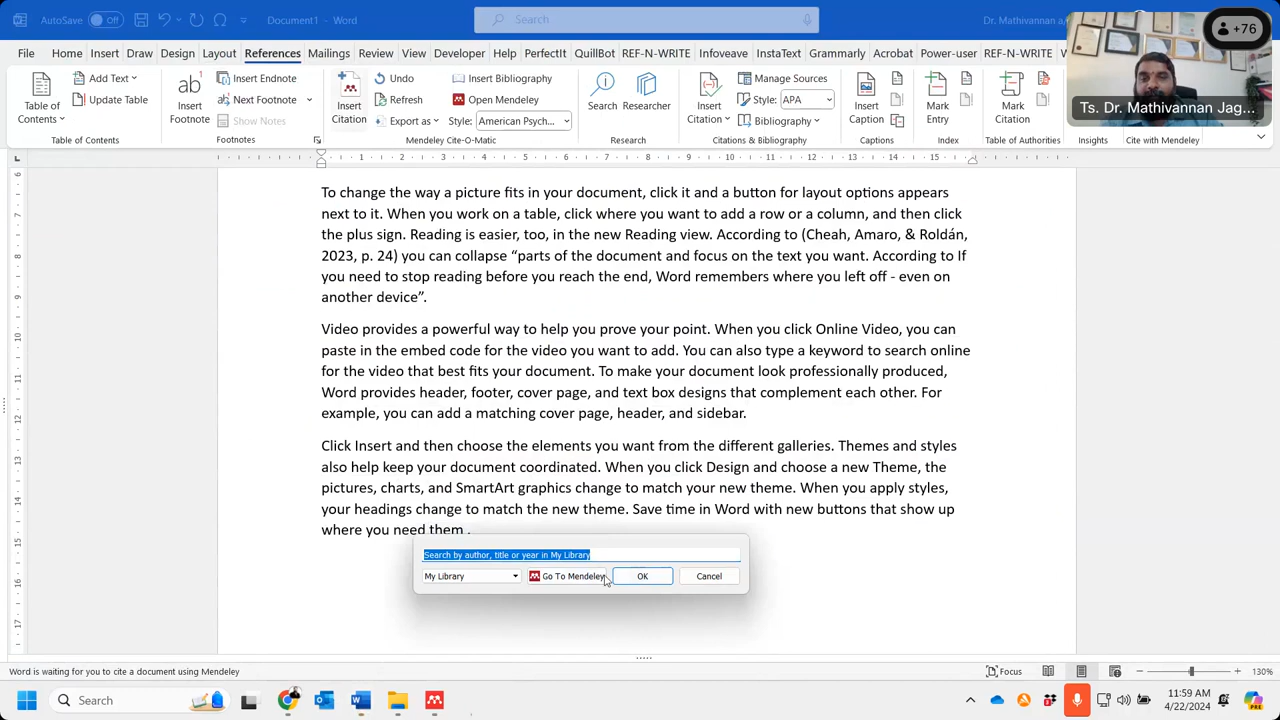 AutoSave Off Document1 - Word Search Dr. Mathivannan a/
+76
File Home Insert Draw Design Layout References Mailings Review View Developer Help PerfectIt QuillBot REF-N-WRITE Infoveave InstaText Grammarly Acrobat Power-user REF-N-WRITE
Ts. Dr. Mathivannan Jag...
Table of Contents
Add Text
Update Table
Table of Contents
ab
Insert Footnote
Insert Endnote
Next Footnote
Show Notes
Footnotes
Insert Citation
Undo
Refresh
Export as
Insert Bibliography
Open Mendeley
Style: American Psych...
Mendeley Cite-O-Matic
Search
Researcher
Research
Insert Citation
Manage Sources
Style: APA
Bibliography
Citations & Bibliography
Insert Caption
Captions
Mark Entry
Index
Mark Citation
Table of Authorities
Insights
Cite with Mendeley
1 2 3 4 5 6 7 8 9 10 11 12 13 14 15
To change the way a picture fits in your document, click it and a button for layout options appears
next to it. When you work on a table, click where you want to add a row or a column, and then click
the plus sign. Reading is easier, too, in the new Reading view. According to (Cheah, Amaro, & Roldán,
2023, p. 24) you can collapse “parts of the document and focus on the text you want. According to If
you need to stop reading before you reach the end, Word remembers where you left off - even on
another device”.
Video provides a powerful way to help you prove your point. When you click Online Video, you can
paste in the embed code for the video you want to add. You can also type a keyword to search online
for the video that best fits your document. To make your document look professionally produced,
Word provides header, footer, cover page, and text box designs that complement each other. For
example, you can add a matching cover page, header, and sidebar.
Click Insert and then choose the elements you want from the different galleries. Themes and styles
also help keep your document coordinated. When you click Design and choose a new Theme, the
pictures, charts, and SmartArt graphics change to match your new theme. When you apply styles,
your headings change to match the new theme. Save time in Word with new buttons that show up
where you need them .
Search by author, title or year in My Library
My Library Go To Mendeley OK Cancel
Word is waiting for you to cite a document using Mendeley Focus 130%
Search 11:59 AM
4/22/2024